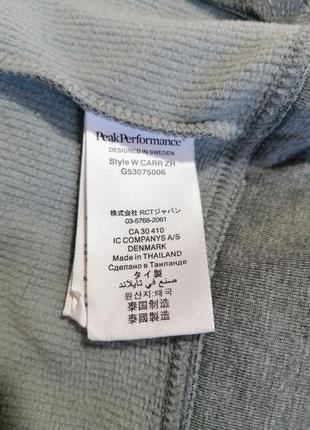 PeakPerformance
DESIGNED IN SWEDEN
Style W CARR ZH
G53075006
株式会社 RCTジャパン
03-5768-2061
CA 30 410
IC COMPANYS A/S
DENMARK
Made in THAILAND
Сделано в Таиланде
タイ製
صنع في تايلاند
원산지:태국
泰国制造
泰國製造